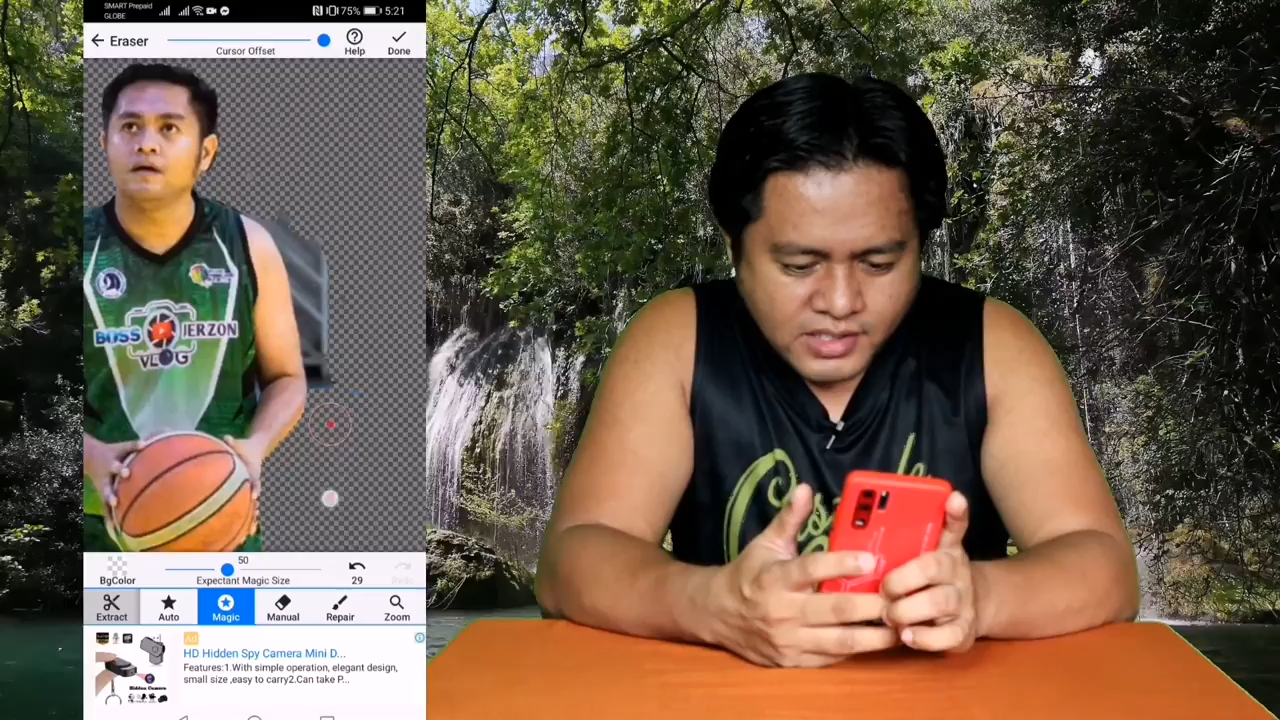 SMART Prepaid
GLOBE
75% 5:21
Eraser
Cursor Offset
Help
Done
BOSS JERZON
VLOG
50
BgColor
Expectant Magic Size
29
Redo
Extract
Auto
Magic
Manual
Repair
Zoom
Ad
HD Hidden Spy Camera Mini D...
Features:1.With simple operation, elegant design,
small size ,easy to carry2.Can take P...
Hidden Camera